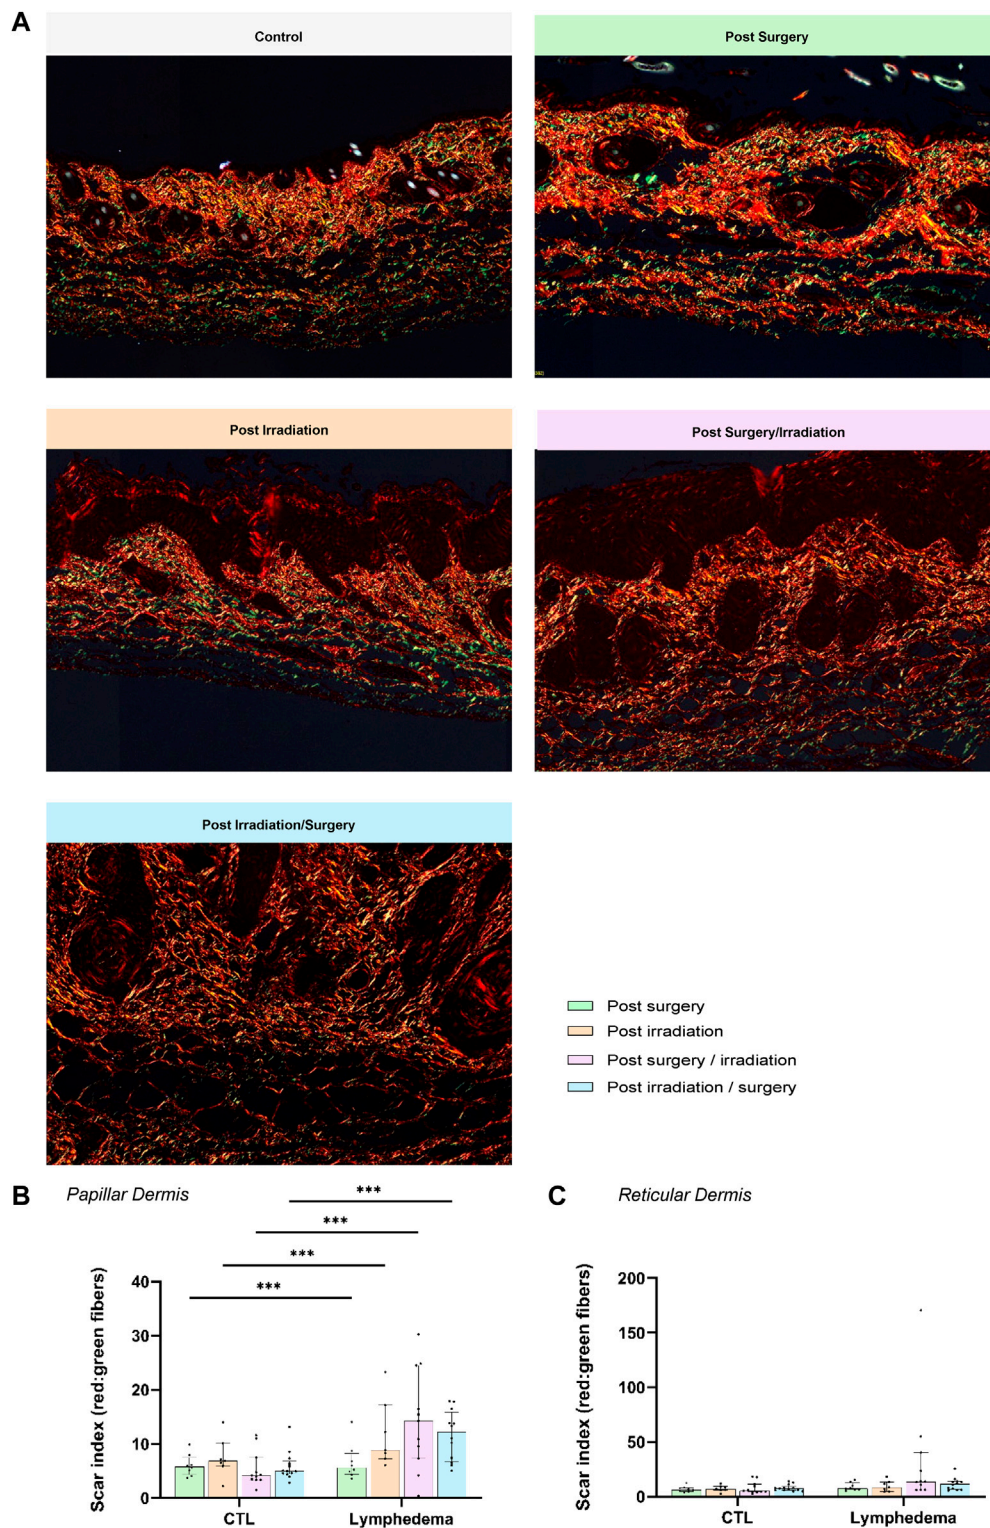 A
Control
Post Surgery
Post Irradiation
Post Surgery/Irradiation
Post Irradiation/Surgery
Post surgery
Post irradiation
Post surgery / irradiation
Post irradiation / surgery
B
Papillar Dermis
***
***
***
***
Scar index (red:green fibers)
40
30
20
10
0
CTL
Lymphedema
C
Reticular Dermis
Scar index (red:green fibers)
200
150
100
50
0
CTL
Lymphedema